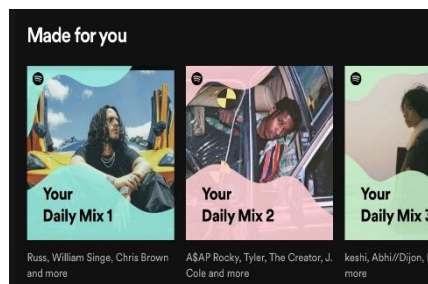 Made for you
Your
Daily Mix 1
Your
Daily Mix 2
Your
Daily Mix 3
Russ, William Singe, Chris Brown
and more
A$AP Rocky, Tyler, The Creator, J.
Cole and more
keshi, Abhi//Dijon,
more